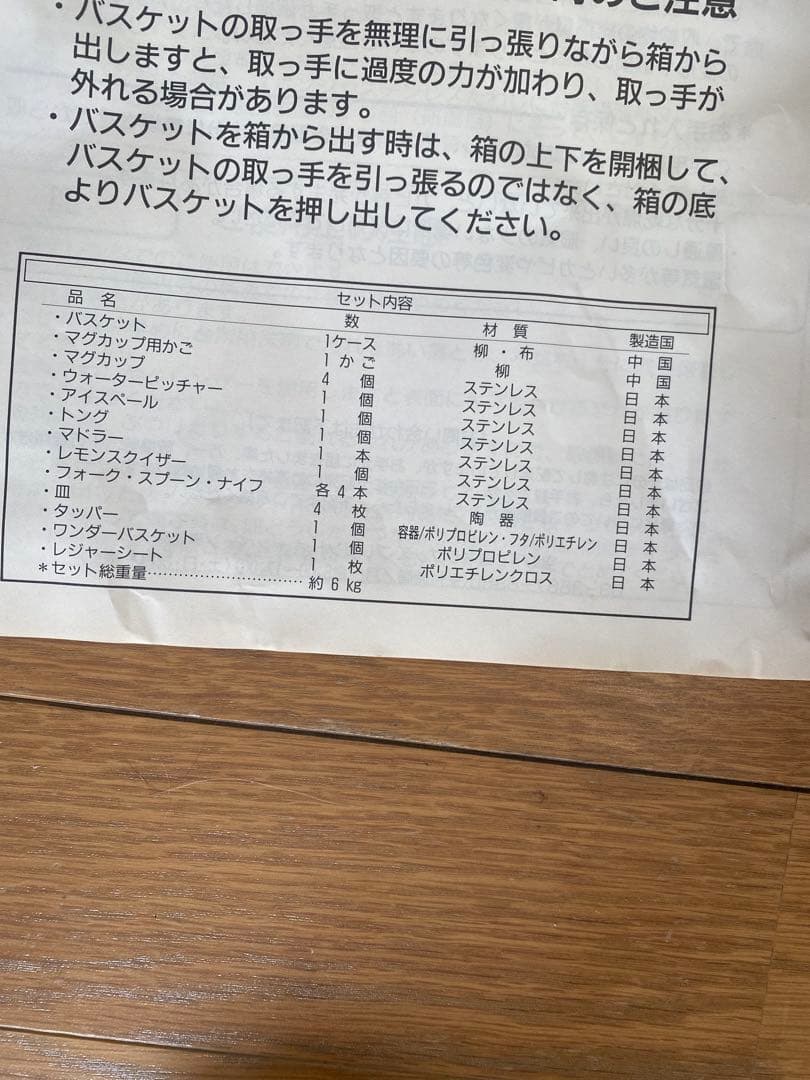 のご注意
・バスケットの取っ手を無理に引っ張りながら箱から
出しますと、取っ手に過度の力が加わり、取っ手が
外れる場合があります。
・バスケットを箱から出す時は、箱の上下を開梱して、
バスケットの取っ手を引っ張るのではなく、箱の底
よりバスケットを押し出してください。
セット内容
品名 数 材質 製造国
・バスケット 1ケース 柳・布 中国
・マグカップ用かご 1かご 柳 中国
・マグカップ 4個 ステンレス 日本
・ウォーターピッチャー 1個 ステンレス 日本
・アイスペール 1個 ステンレス 日本
・トング 1個 ステンレス 日本
・マドラー 1本 ステンレス 日本
・レモンスクイザー 1個 ステンレス 日本
・フォーク・スプーン・ナイフ 各4本 ステンレス 日本
・皿 4枚 陶器 日本
・タッパー 1個 容器/ポリプロピレン・フタ/ポリエチレン 日本
・ワンダーバスケット 1個 ポリプロピレン 日本
・レジャーシート 1枚 ポリエチレンクロス 日本
＊セット総重量…………………………約6kg